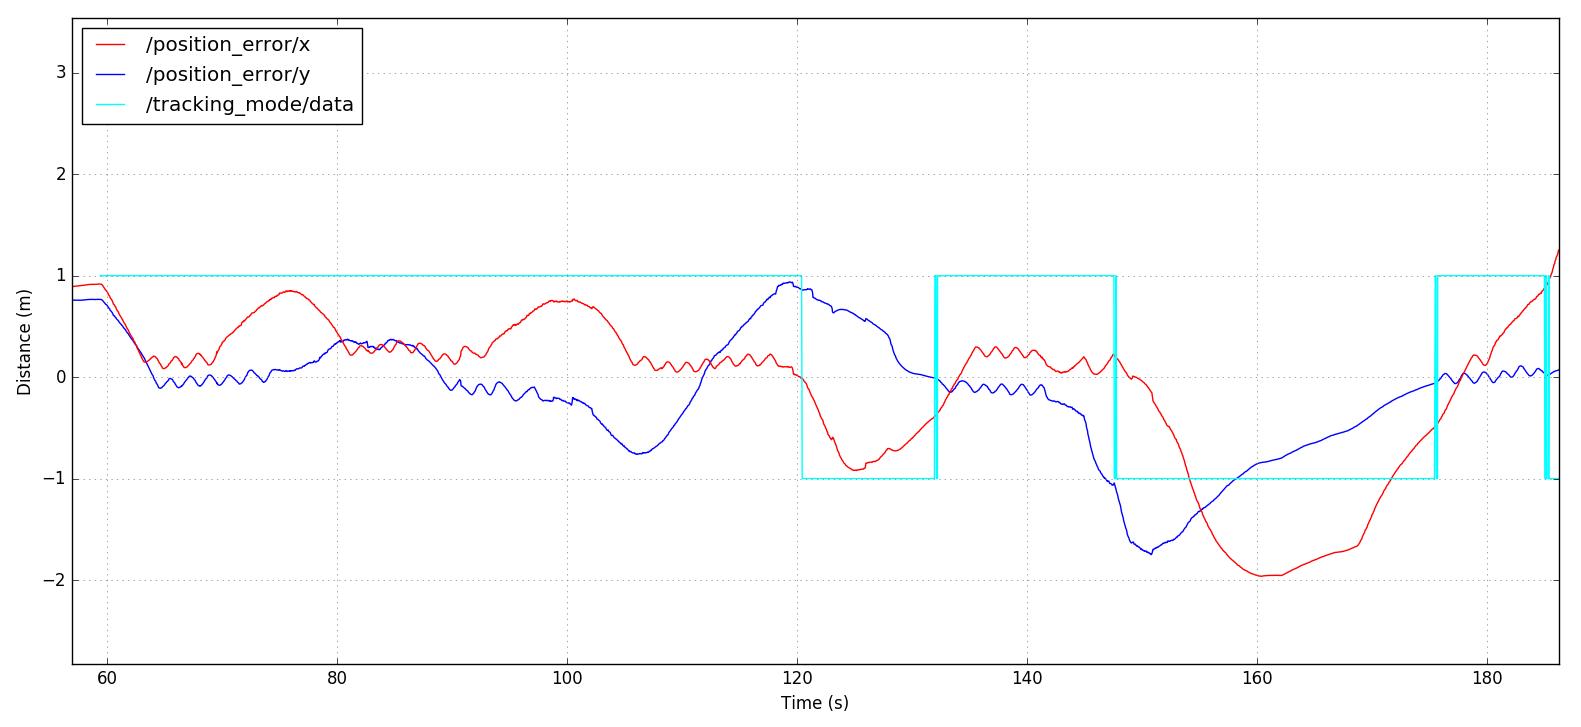 /position_error/x
/position_error/y
/tracking_mode/data
Distance (m)
3
2
1
0
−1
−2
60 80 100 120 140 160 180
Time (s)